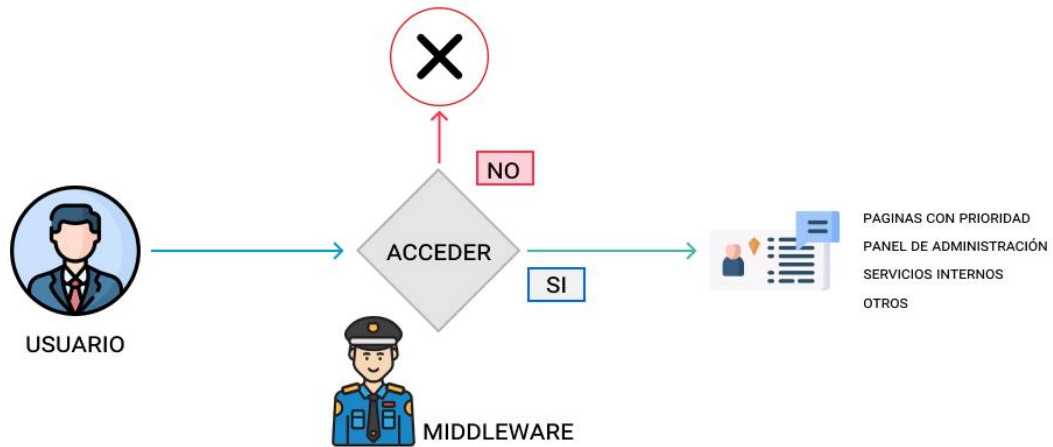 NO
ACCEDER
SI
USUARIO
MIDDLEWARE
PAGINAS CON PRIORIDAD
PANEL DE ADMINISTRACIÓN
SERVICIOS INTERNOS
OTROS